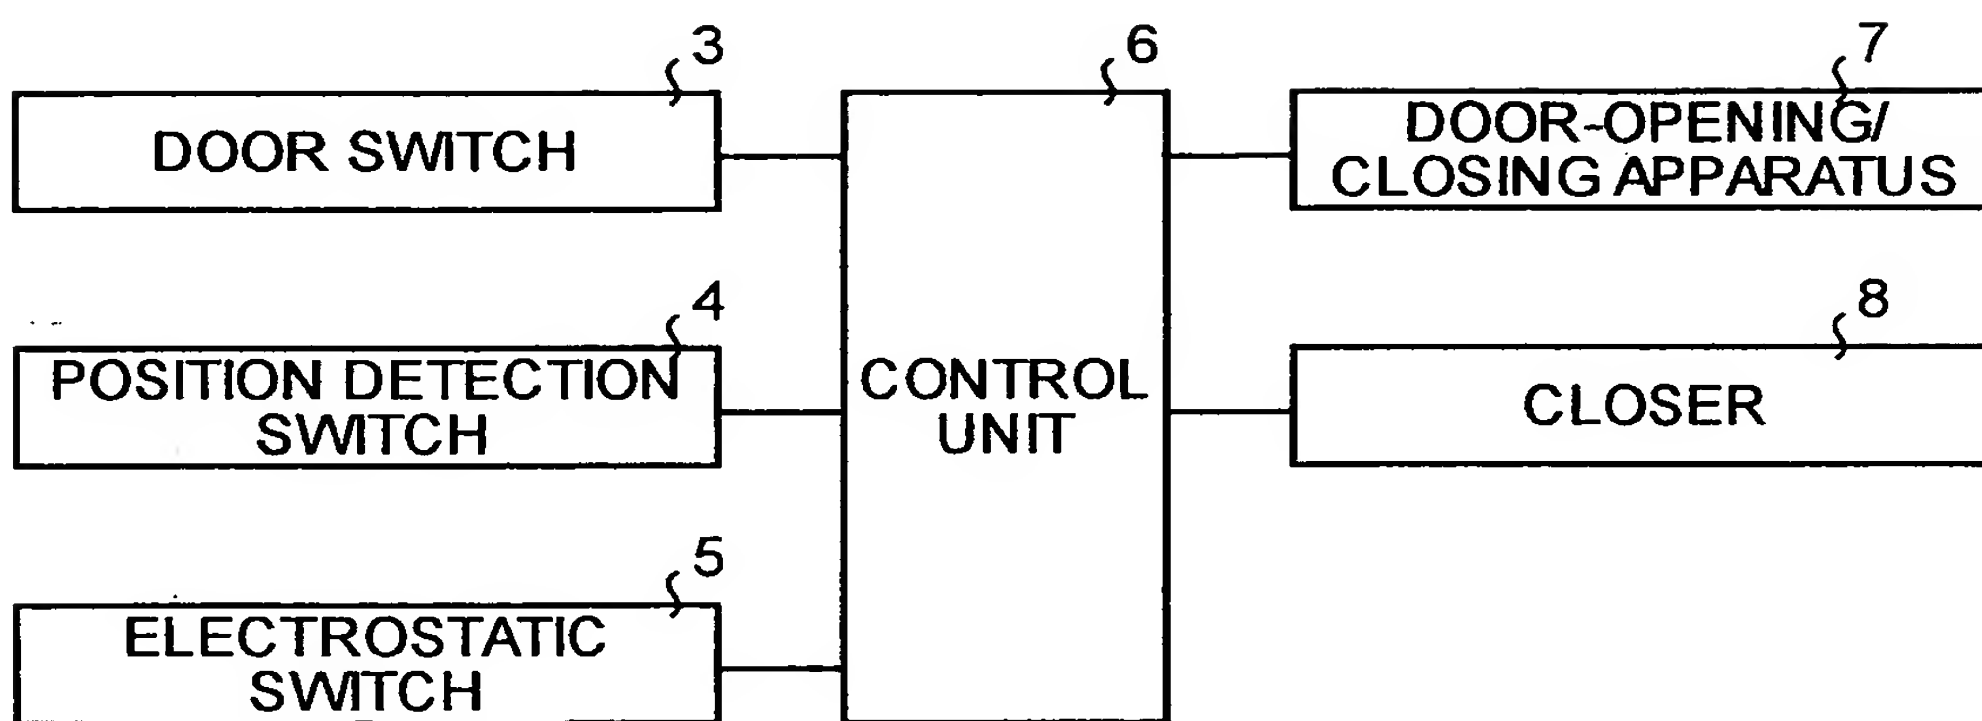 3
DOOR SWITCH
4
POSITION DETECTION
SWITCH
5
ELECTROSTATIC
SWITCH
6
CONTROL
UNIT
7
DOOR-OPENING/
CLOSING APPARATUS
8
CLOSER